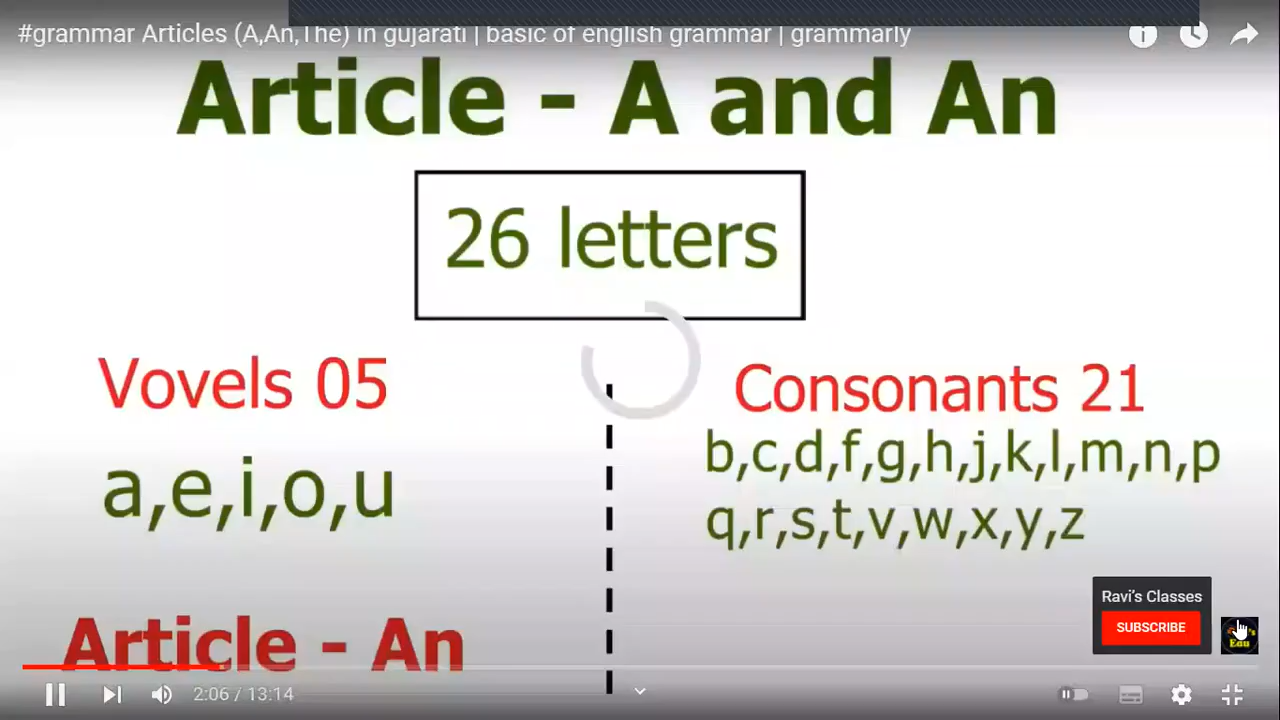 #grammar Articles (A,An,The) in gujarati | basic of english grammar | grammarly
Article - A and An
26 letters
Vovels 05
a,e,i,o,u
Consonants 21
b,c,d,f,g,h,j,k,l,m,n,p
q,r,s,t,v,w,x,y,z
Article - An
Ravi's Classes
SUBSCRIBE
Edu
2:06 / 13:14